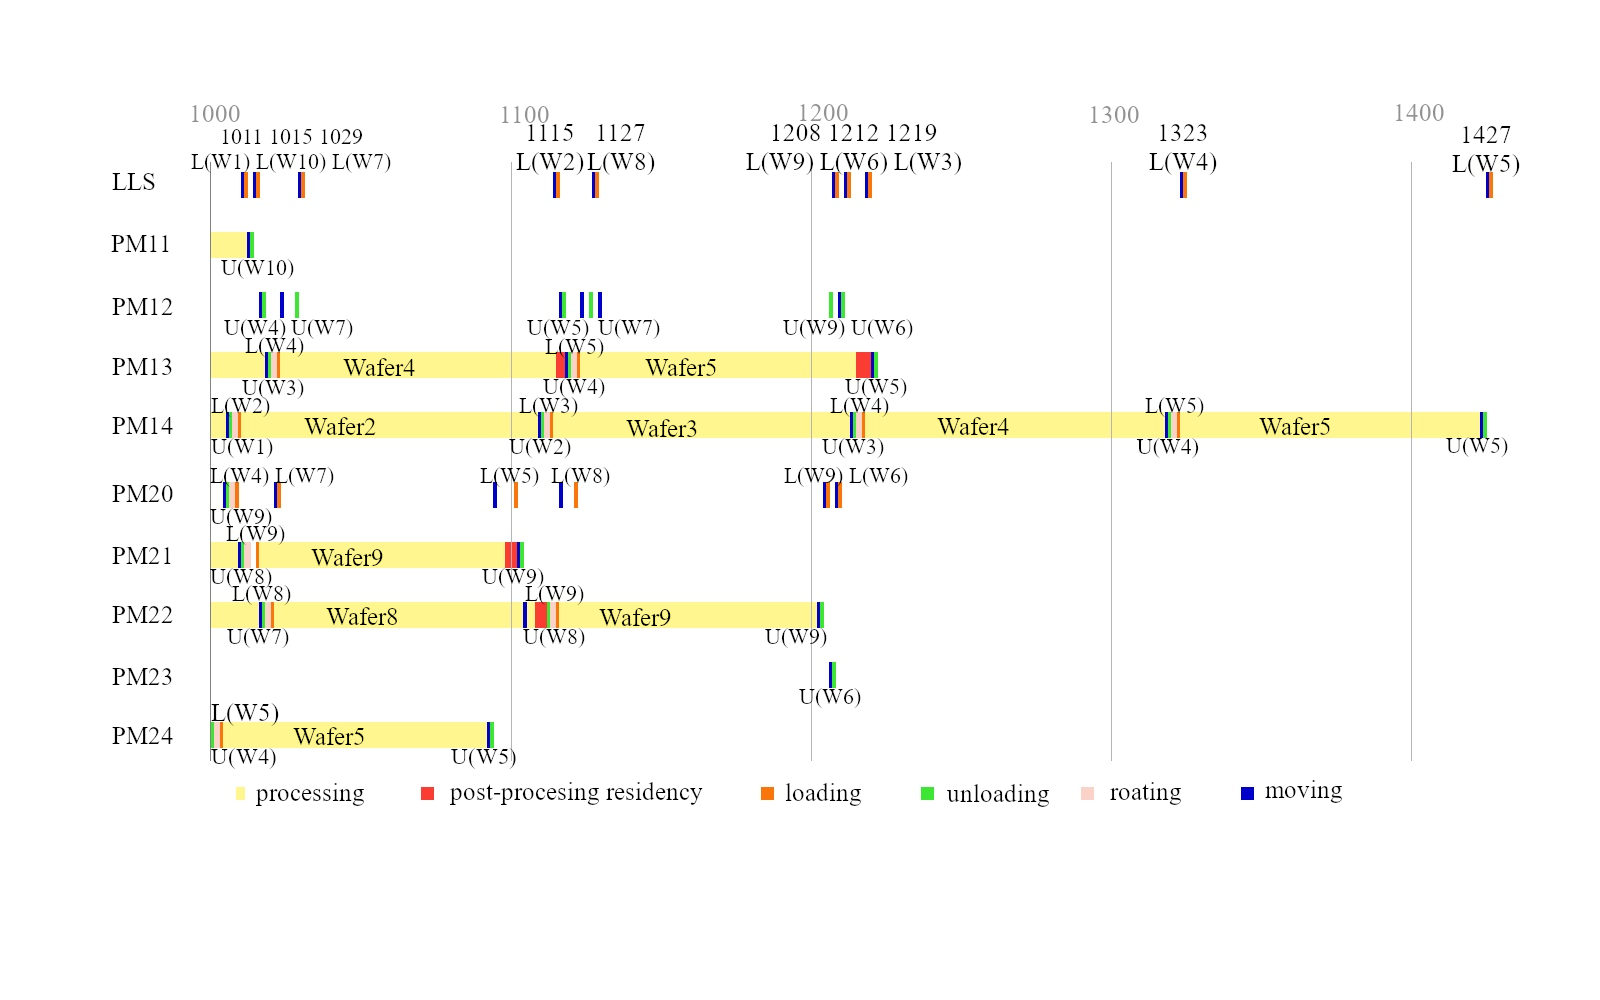 1000 1100 1200 1300 1400
1011 1015 1029 1115 1127 1208 1212 1219 1323 1427
L(W1) L(W10) L(W7) L(W2) L(W8) L(W9) L(W6) L(W3) L(W4) L(W5)
LLS
PM11
U(W10)
PM12
U(W4) U(W7) U(W5) U(W7) U(W9) U(W6)
L(W4) L(W5)
PM13 Wafer4 Wafer5
U(W3) U(W4) U(W5)
L(W2) L(W3) L(W4) L(W5)
PM14 Wafer2 Wafer3 Wafer4 Wafer5
U(W1) U(W2) U(W3) U(W4) U(W5)
L(W4) L(W7) L(W5) L(W8) L(W9) L(W6)
PM20
U(W9)
L(W9)
PM21 Wafer9
U(W8) U(W9)
L(W8) L(W9)
PM22 Wafer8 Wafer9
U(W7) U(W8) U(W9)
PM23
U(W6)
L(W5)
PM24 Wafer5
U(W4) U(W5)
processing post-procesing residency loading unloading roating moving